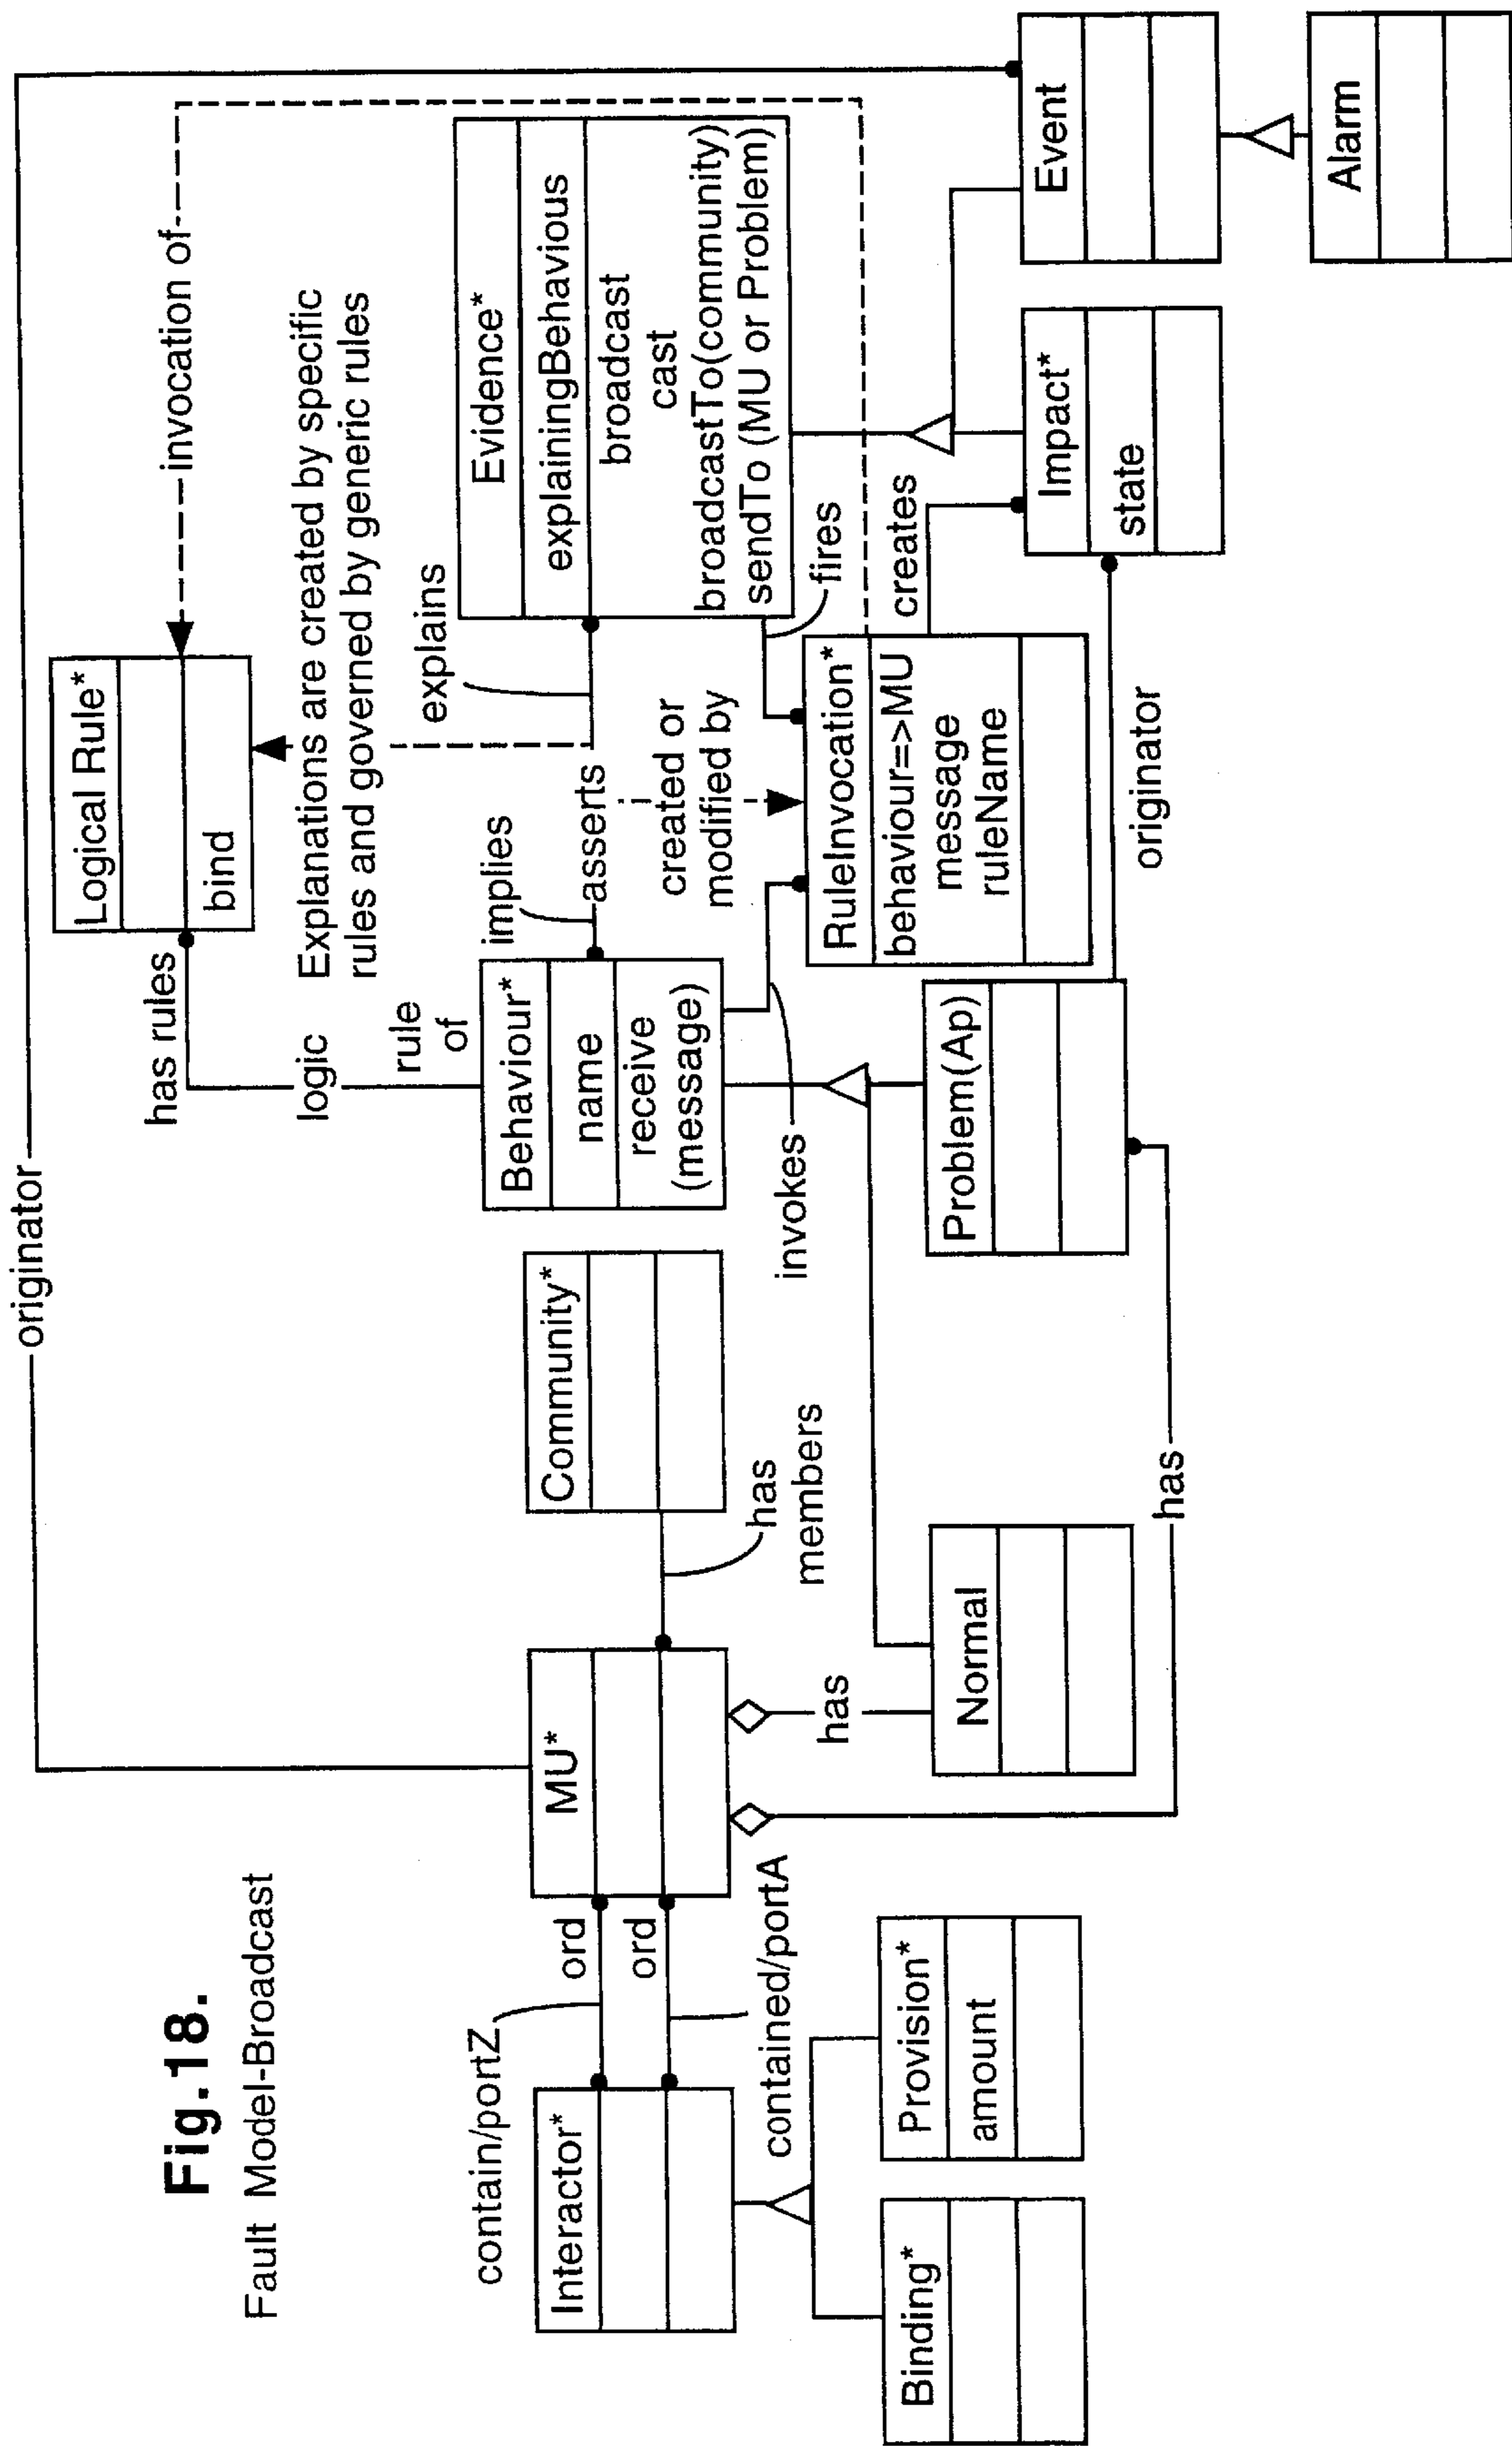 Fig.18.
Fault Model-Broadcast
originator
has rules
logic
rule
of
Logical Rule*
bind
invocation of
Explanations are created by specific
rules and governed by generic rules
contain/portZ
ord
ord
contained/portA
Interactor*
Binding*
Provision*
amount
MU*
has
has
members
Community*
Normal
has
Behaviour*
name
receive
(message)
implies
asserts
explains
invokes
created or
modified by
Problem(Ap)
RuleInvocation*
behaviour=>MU
message
ruleName
fires
creates
originator
Evidence*
explainingBehavious
broadcast
cast
broadcastTo(community)
sendTo (MU or Problem)
Impact*
state
Event
Alarm